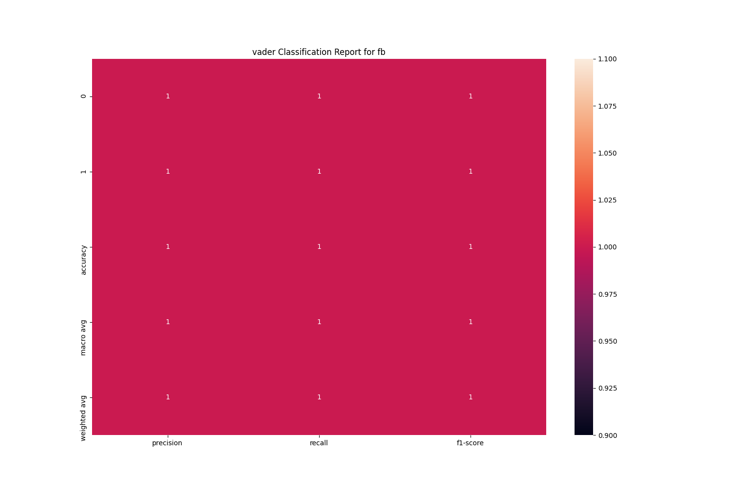 vader Classification Report for fb
0 1 1 1
1 1 1 1
accuracy 1 1 1
macro avg 1 1 1
weighted avg 1 1 1
precision recall f1-score
1.100
1.075
1.050
1.025
1.000
0.975
0.950
0.925
0.900